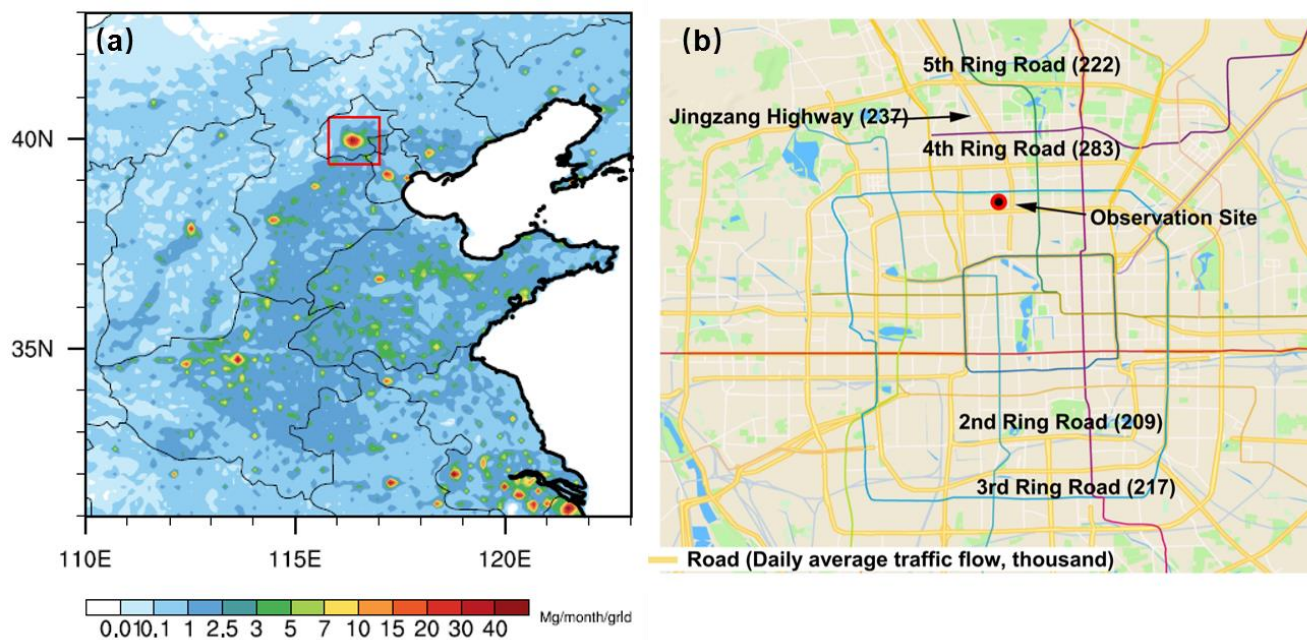 (a)
40N
35N
110E 115E 120E
0.010.1 1 2.5 3 5 7 10 15 20 30 40
Mg/month/grid
(b)
5th Ring Road (222)
Jingzang Highway (237)
4th Ring Road (283)
Observation Site
2nd Ring Road (209)
3rd Ring Road (217)
Road (Daily average traffic flow, thousand)